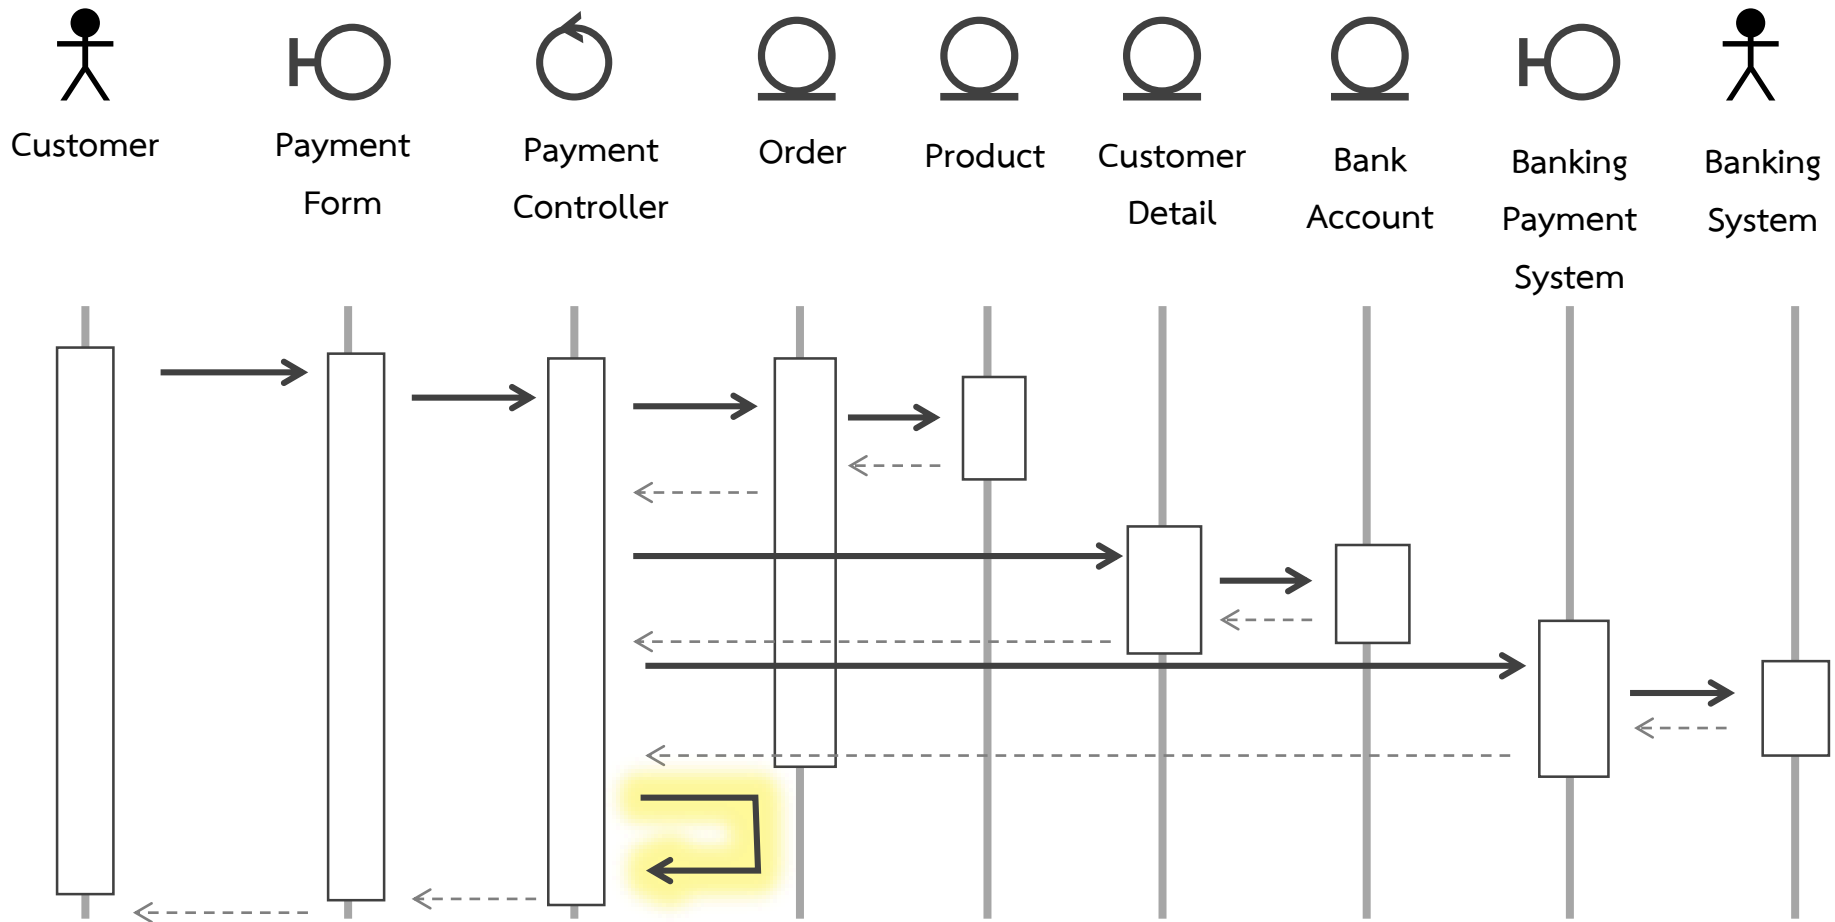 Customer
Payment
Form
Payment
Controller
Order
Product
Customer
Detail
Bank
Account
Banking
Payment
System
Banking
System